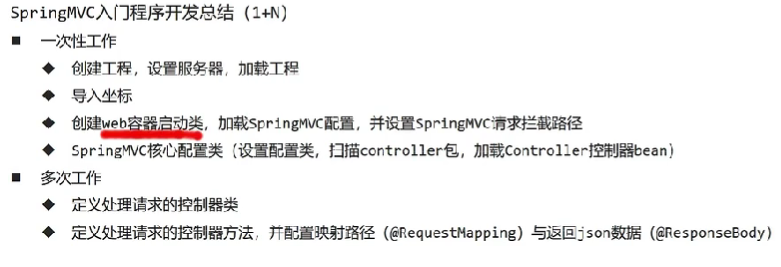 SpringMVC入门程序开发总结（1+N）
一次性工作
创建工程，设置服务器，加载工程
导入坐标
创建web容器启动类，加载SpringMVC配置，并设置SpringMVC请求拦截路径
SpringMVC核心配置类（设置配置类，扫描controller包，加载Controller控制器bean）
多次工作
定义处理请求的控制器类
定义处理请求的控制器方法，并配置映射路径（@RequestMapping）与返回json数据（@ResponseBody）